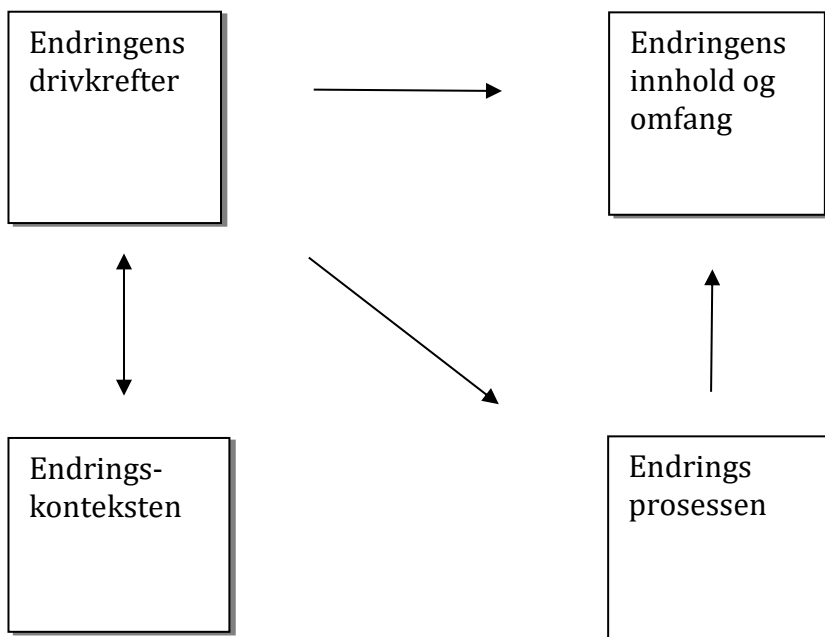 Endringens
drivkrefter
Endringens
innhold og
omfang
Endrings-
konteksten
Endrings
prosessen